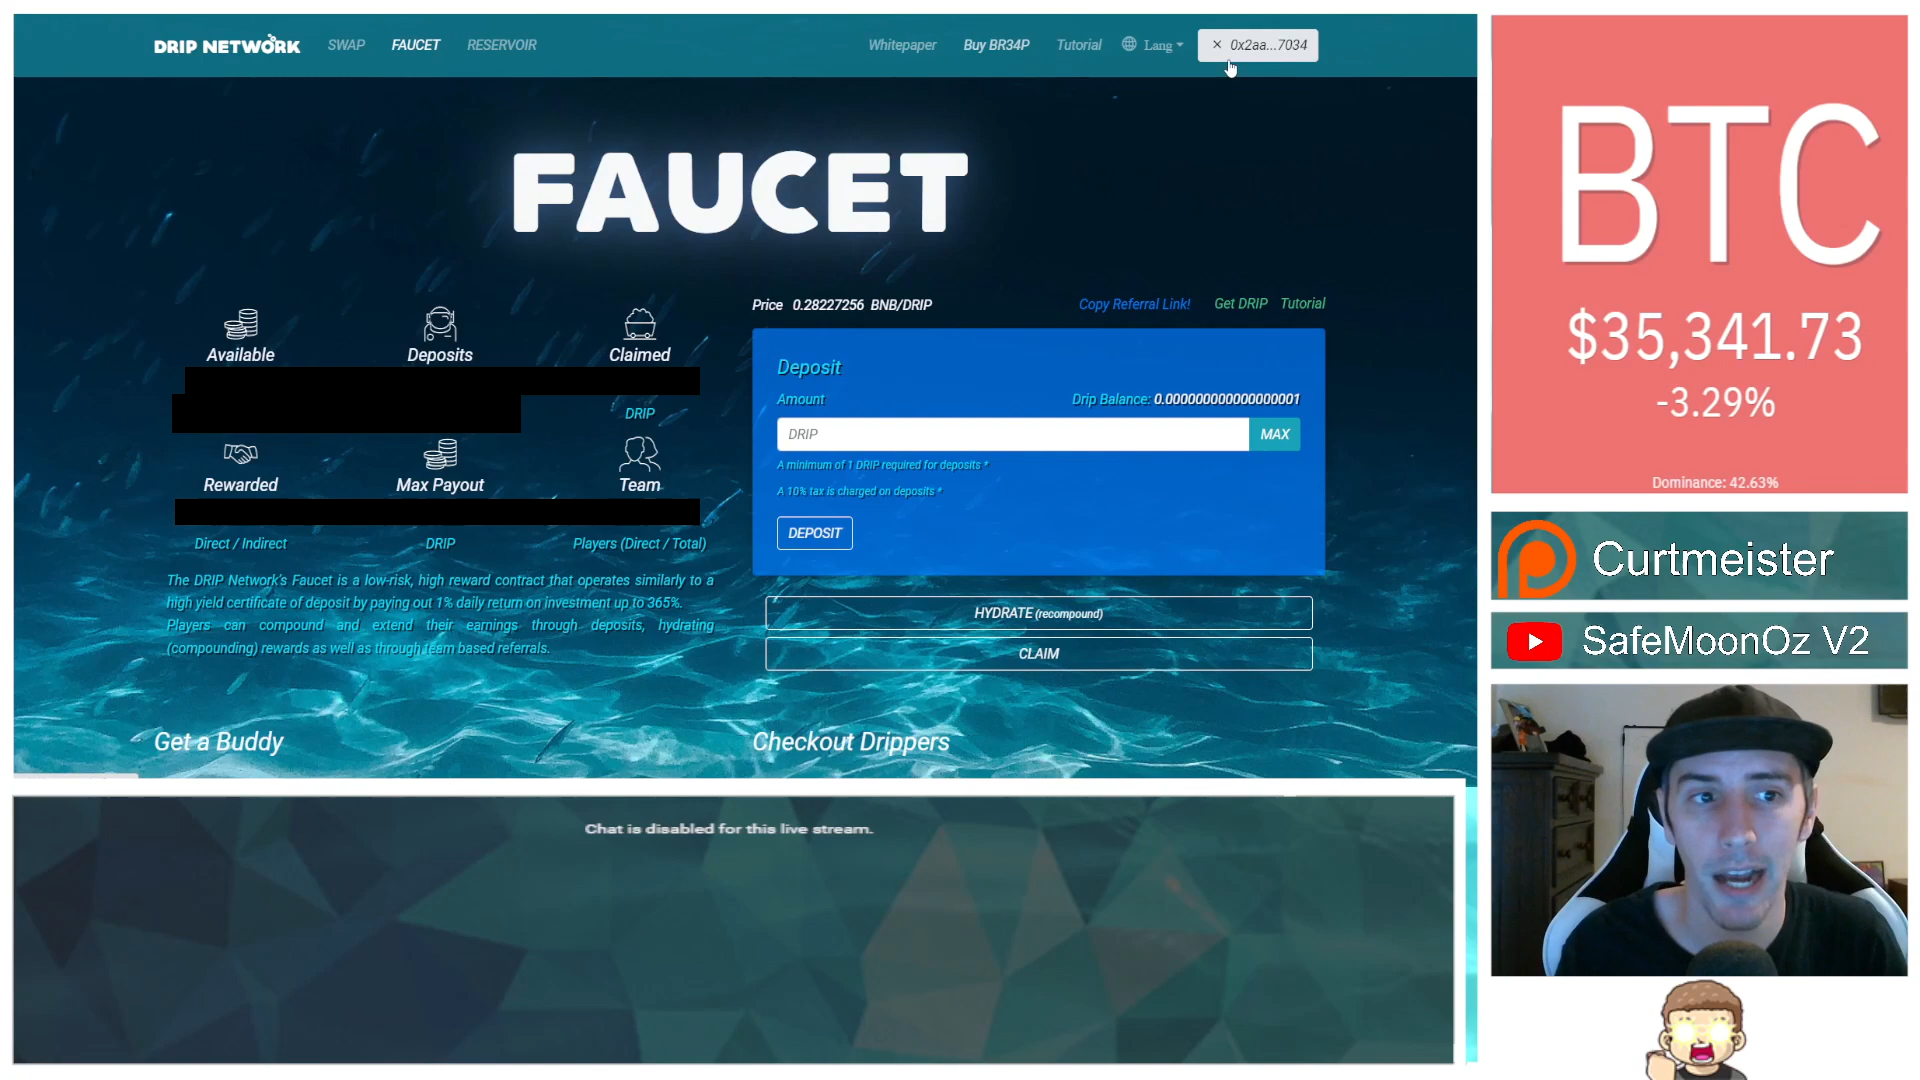 DRIP NETWORK SWAP FAUCET RESERVOIR Whitepaper Buy BR34P Tutorial Lang × 0x2aa...7034
FAUCET
Available Deposits Claimed
DRIP
Rewarded Max Payout Team
Direct / Indirect DRIP Players (Direct / Total)
The DRIP Network's Faucet is a low-risk, high reward contract that operates similarly to a
high yield certificate of deposit by paying out 1% daily return on investment up to 365%.
Players can compound and extend their earnings through deposits, hydrating
(compounding) rewards as well as through team based referrals.
Price 0.28227256 BNB/DRIP Copy Referral Link! Get DRIP Tutorial
Deposit
Amount Drip Balance: 0.000000000000000001
DRIP MAX
A minimum of 1 DRIP required for deposits *
A 10% tax is charged on deposits *
DEPOSIT
HYDRATE (recompound)
CLAIM
Get a Buddy Checkout Drippers
Chat is disabled for this live stream.
BTC
$35,341.73
-3.29%
Dominance: 42.63%
Curtmeister
SafeMoonOz V2